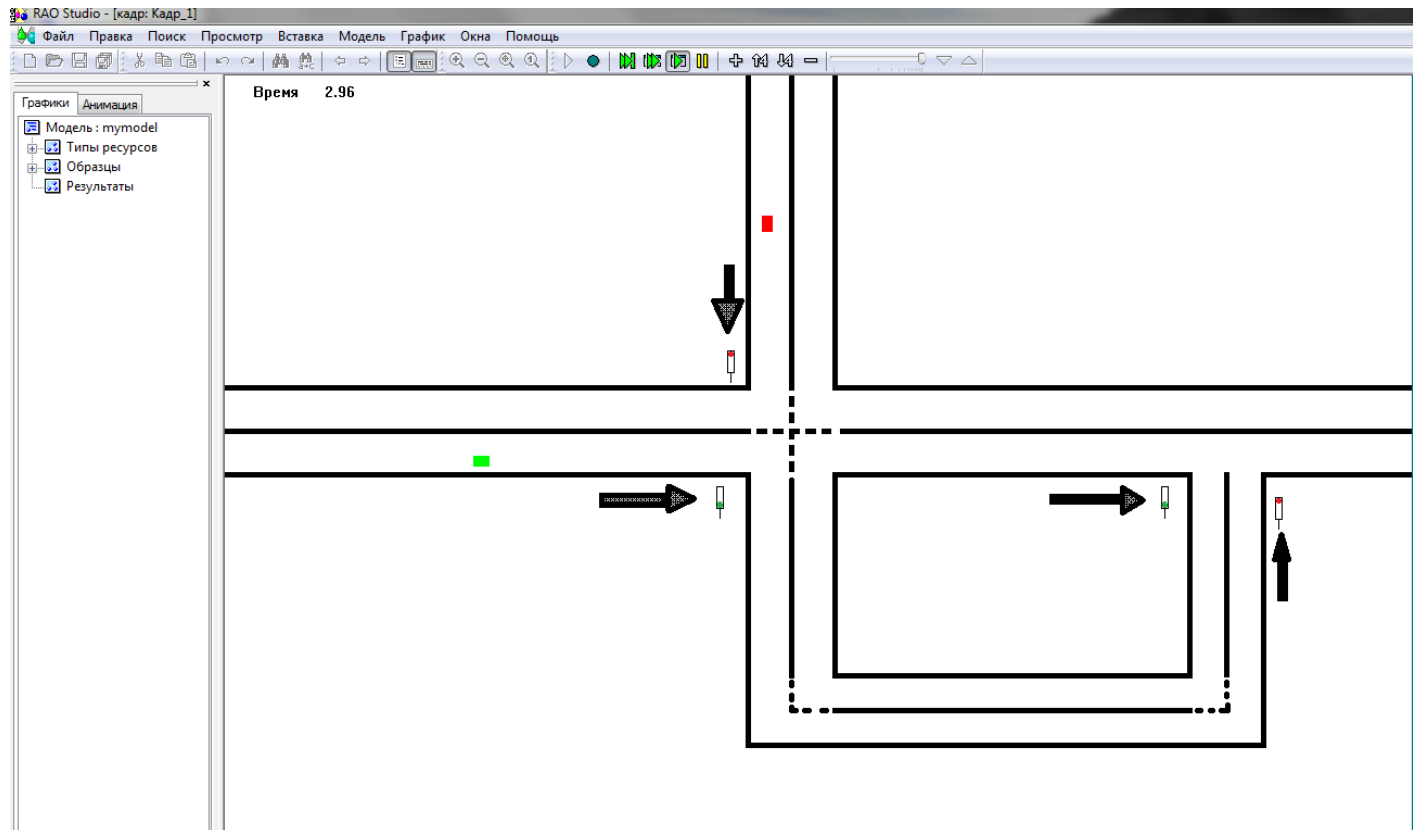 RAO Studio - [кадр: Кадр_1]
Файл Правка Поиск Просмотр Вставка Модель График Окна Помощь
Графики Анимация
Модель : mymodel
Типы ресурсов
Образцы
Результаты
Время 2.96